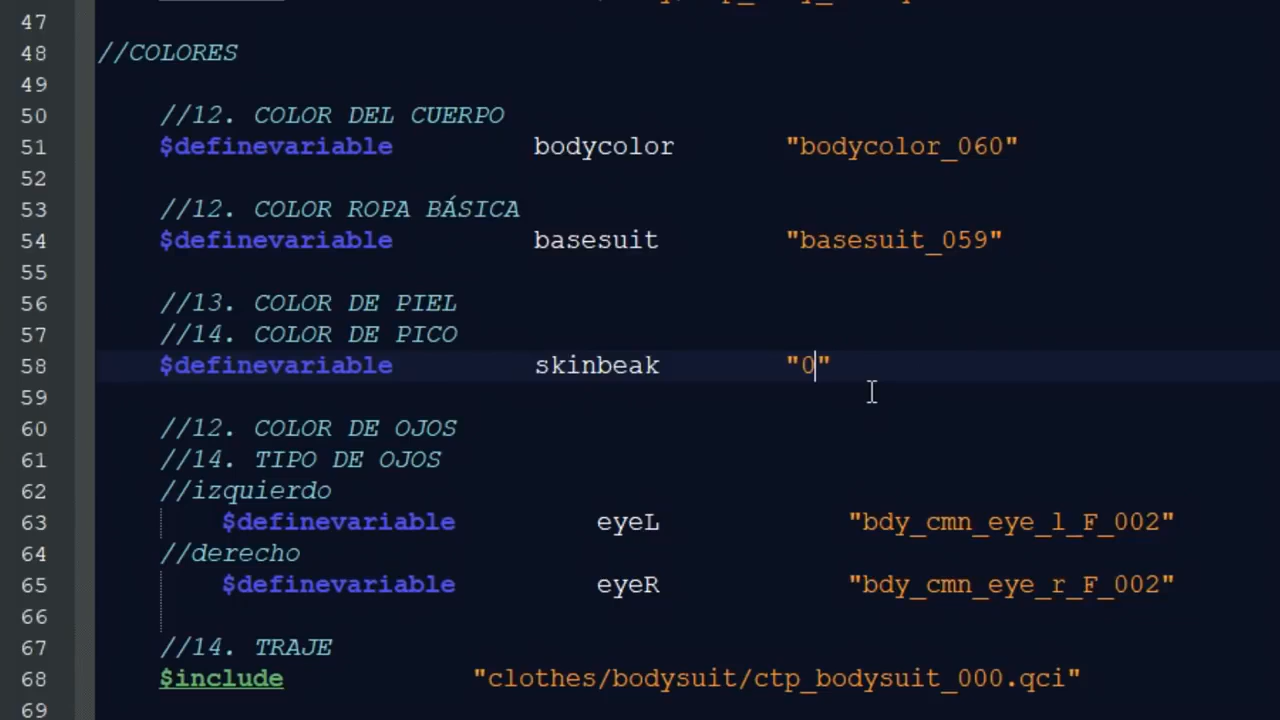 47
48 //COLORES
49
50 //12. COLOR DEL CUERPO
51 $definevariable bodycolor "bodycolor_060"
52
53 //12. COLOR ROPA BÁSICA
54 $definevariable basesuit "basesuit_059"
55
56 //13. COLOR DE PIEL
57 //14. COLOR DE PICO
58 $definevariable skinbeak "0"
59
60 //12. COLOR DE OJOS
61 //14. TIPO DE OJOS
62 //izquierdo
63 $definevariable eyeL "bdy_cmn_eye_l_F_002"
64 //derecho
65 $definevariable eyeR "bdy_cmn_eye_r_F_002"
66
67 //14. TRAJE
68 $include "clothes/bodysuit/ctp_bodysuit_000.qci"
69